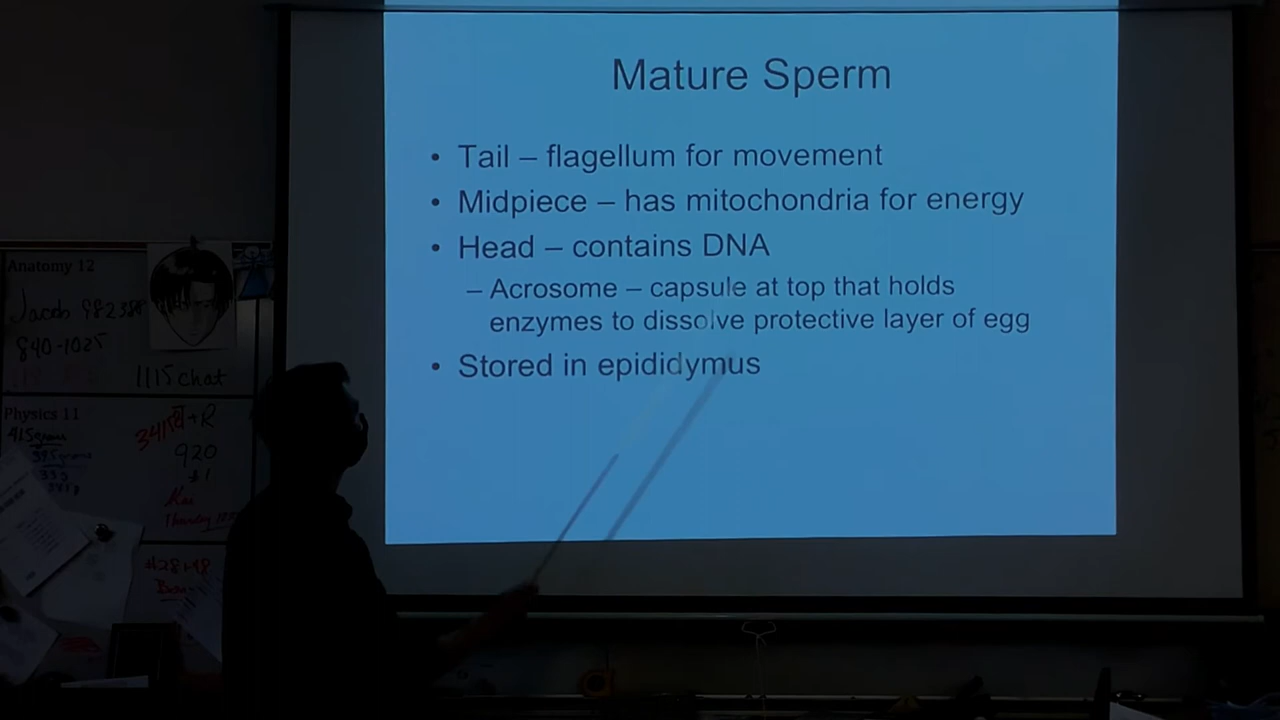 Mature Sperm
• Tail – flagellum for movement
• Midpiece – has mitochondria for energy
• Head – contains DNA
– Acrosome – capsule at top that holds
enzymes to dissolve protective layer of egg
• Stored in epididymus
Anatomy 12
Jacob
840-1025
1115 chat
Physics 11
415grams
920